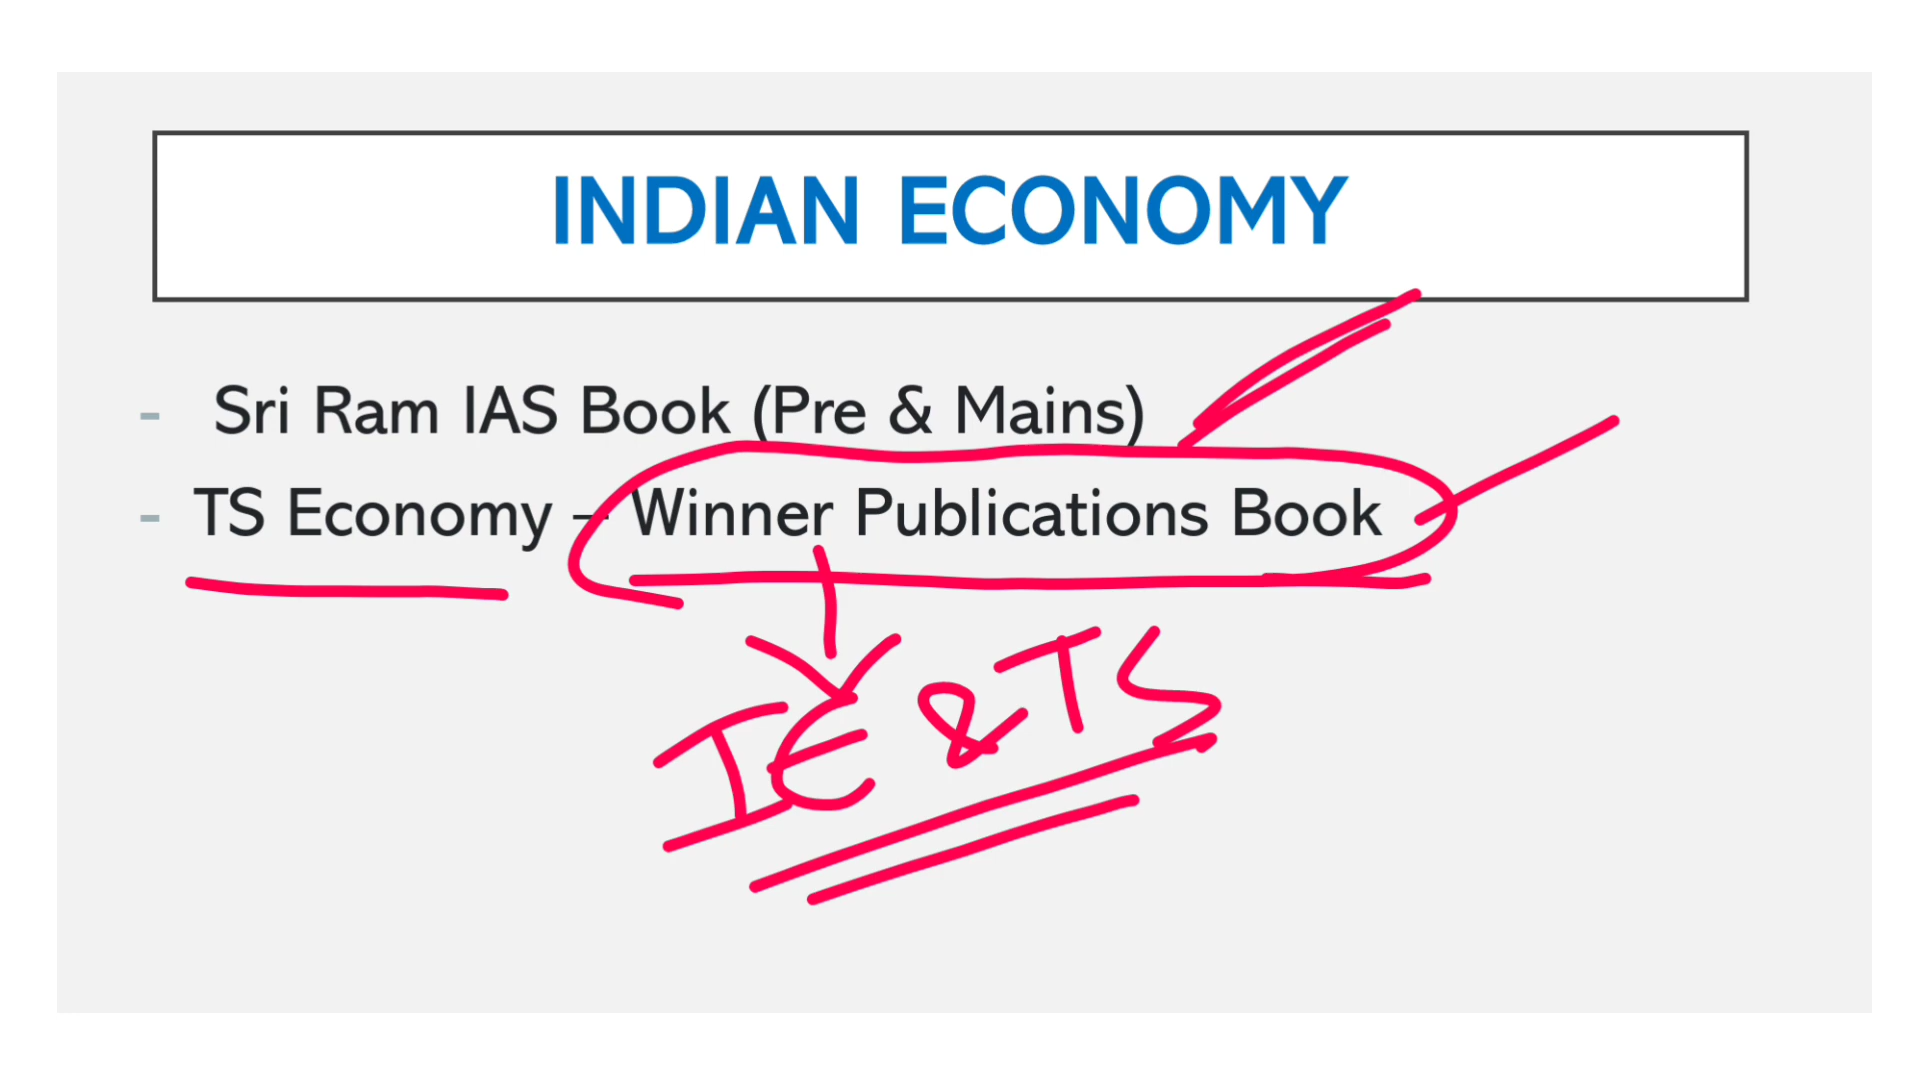 INDIAN ECONOMY
- Sri Ram IAS Book (Pre & Mains)
- TS Economy – Winner Publications Book
IE & TS